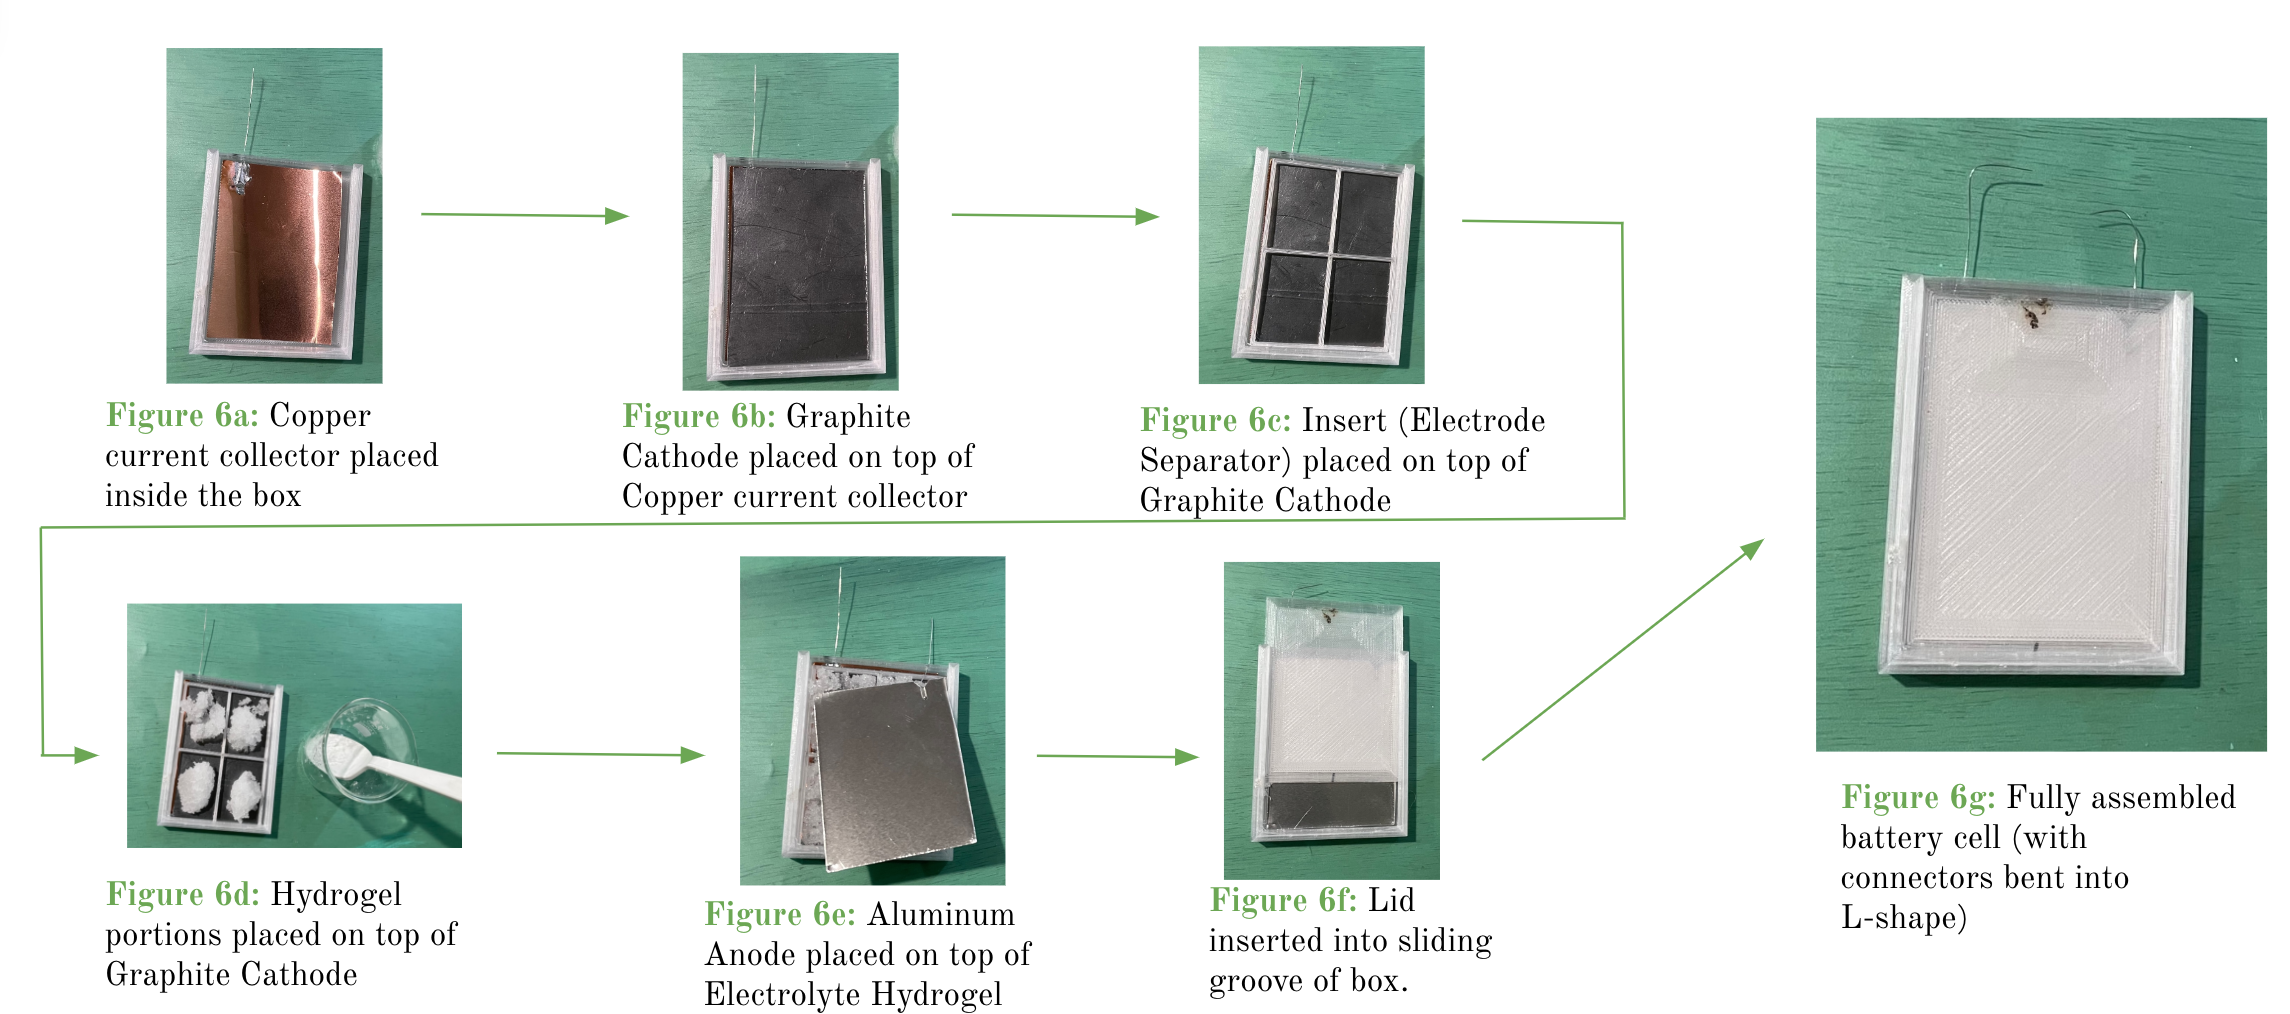 Figure 6a: Copper
current collector placed
inside the box
Figure 6b: Graphite
Cathode placed on top of
Copper current collector
Figure 6c: Insert (Electrode
Separator) placed on top of
Graphite Cathode
Figure 6d: Hydrogel
portions placed on top of
Graphite Cathode
Figure 6e: Aluminum
Anode placed on top of
Electrolyte Hydrogel
Figure 6f: Lid
inserted into sliding
groove of box.
Figure 6g: Fully assembled
battery cell (with
connectors bent into
L-shape)